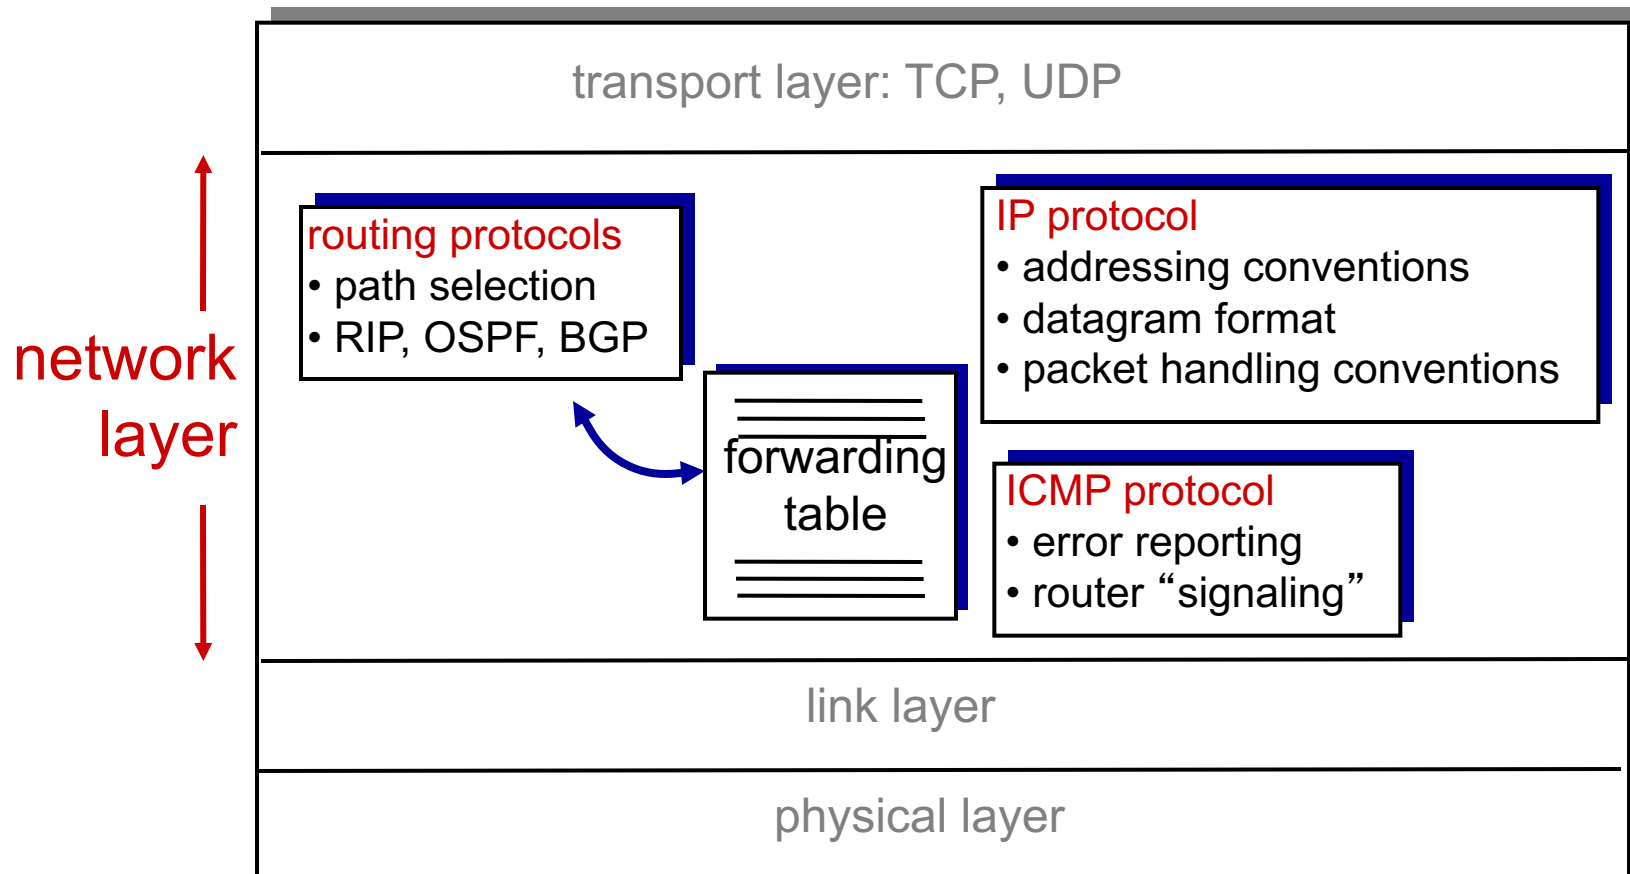 transport layer: TCP, UDP
network
layer
routing protocols
• path selection
• RIP, OSPF, BGP
forwarding
table
IP protocol
• addressing conventions
• datagram format
• packet handling conventions
ICMP protocol
• error reporting
• router “signaling”
link layer
physical layer